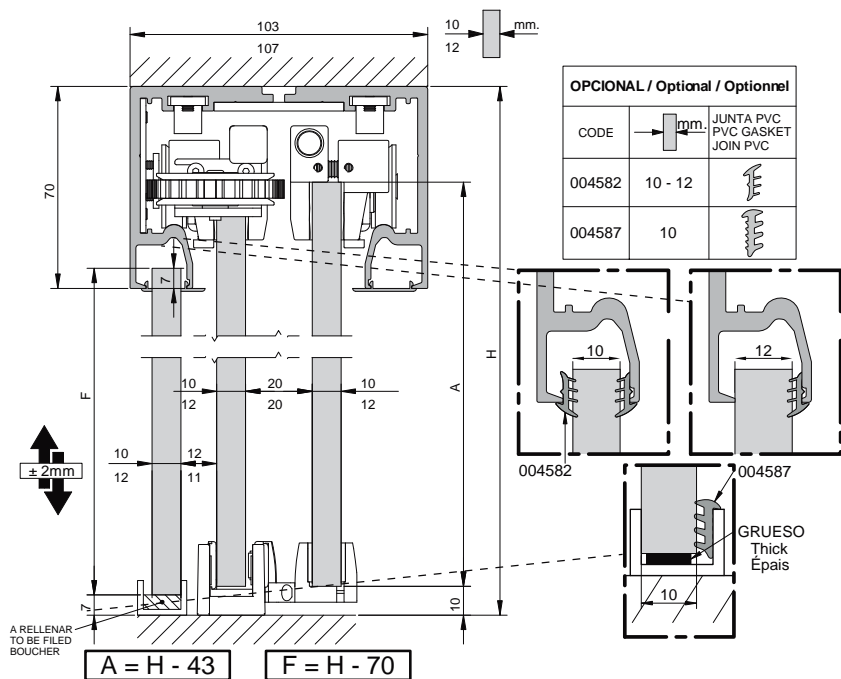 103
107
10
12
mm.
OPCIONAL / Optional / Optionnel
CODE
mm.
JUNTA PVC
PVC GASKET
JOIN PVC
004582
10 - 12
004587
10
70
7
H
A
F
10
12
20
20
10
12
10
12
12
11
± 2mm
7
10
10
12
004582
004587
GRUESO
Thick
Épais
10
A RELLENAR
TO BE FILED
BOUCHER
A = H - 43
F = H - 70